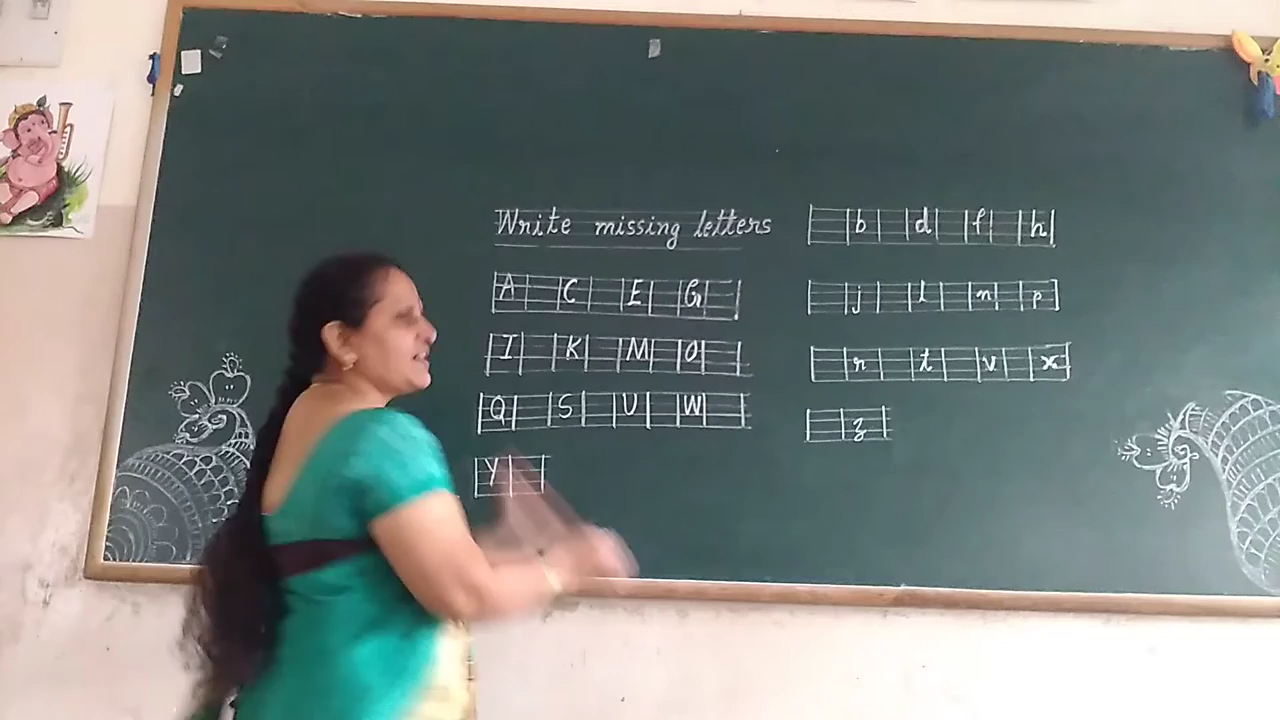 Write missing letters
A C E G
I K M O
Q S U W
Y
b d f h
j l n p
r t v x
z